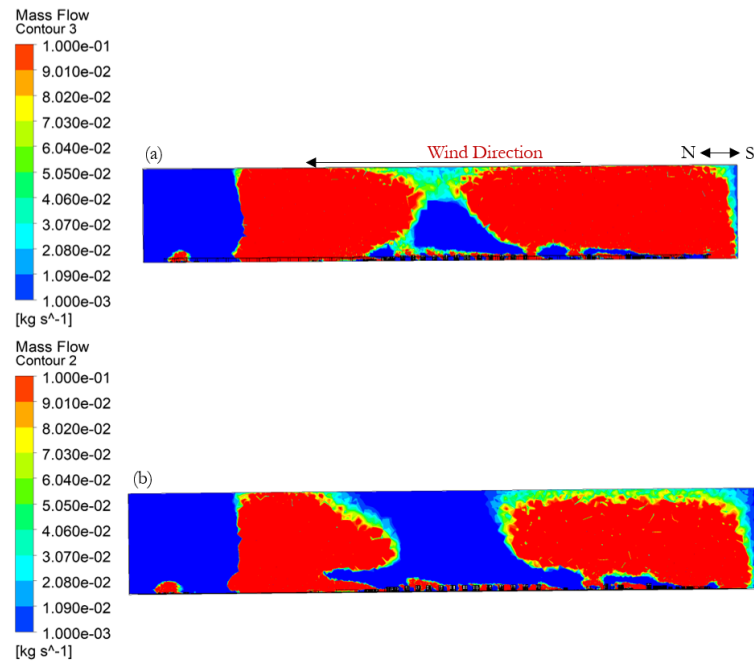 Mass Flow
Contour 3
1.000e-01
9.010e-02
8.020e-02
7.030e-02
6.040e-02
5.050e-02
4.060e-02
3.070e-02
2.080e-02
1.090e-02
1.000e-03
[kg s^-1]
(a)
Wind Direction
N
S
Mass Flow
Contour 2
1.000e-01
9.010e-02
8.020e-02
7.030e-02
6.040e-02
5.050e-02
4.060e-02
3.070e-02
2.080e-02
1.090e-02
1.000e-03
[kg s^-1]
(b)